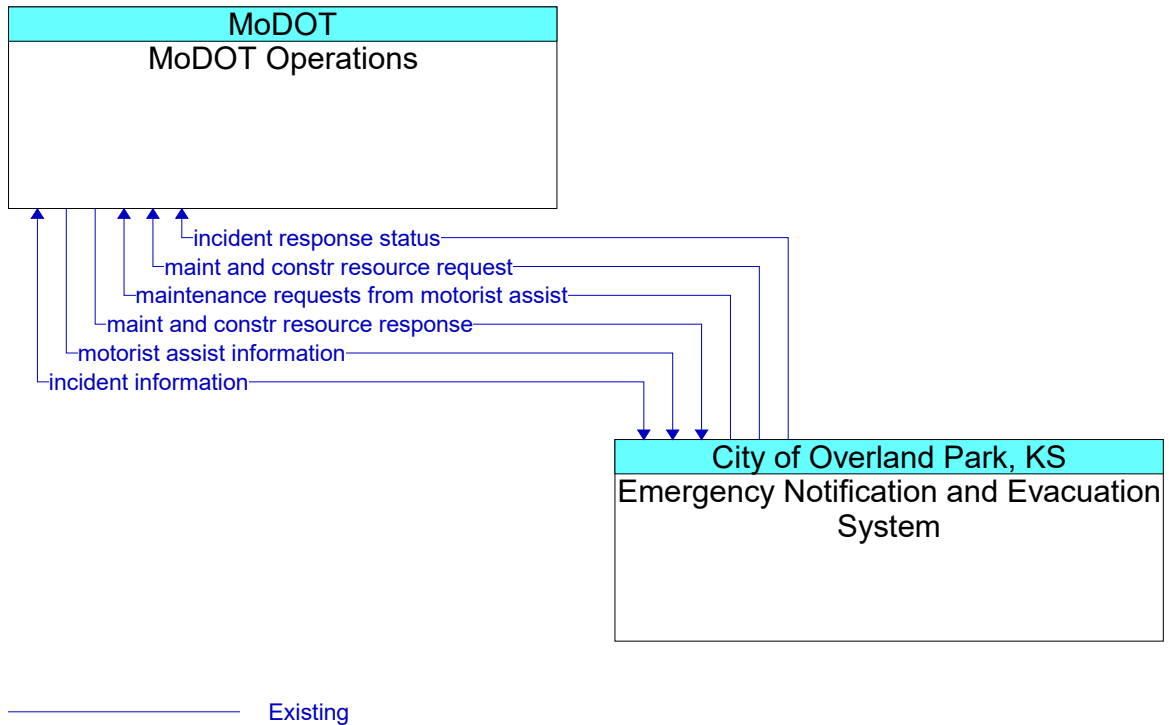 MoDOT
MoDOT Operations
incident response status
maint and constr resource request
maintenance requests from motorist assist
maint and constr resource response
motorist assist information
incident information
City of Overland Park, KS
Emergency Notification and Evacuation
System
Existing